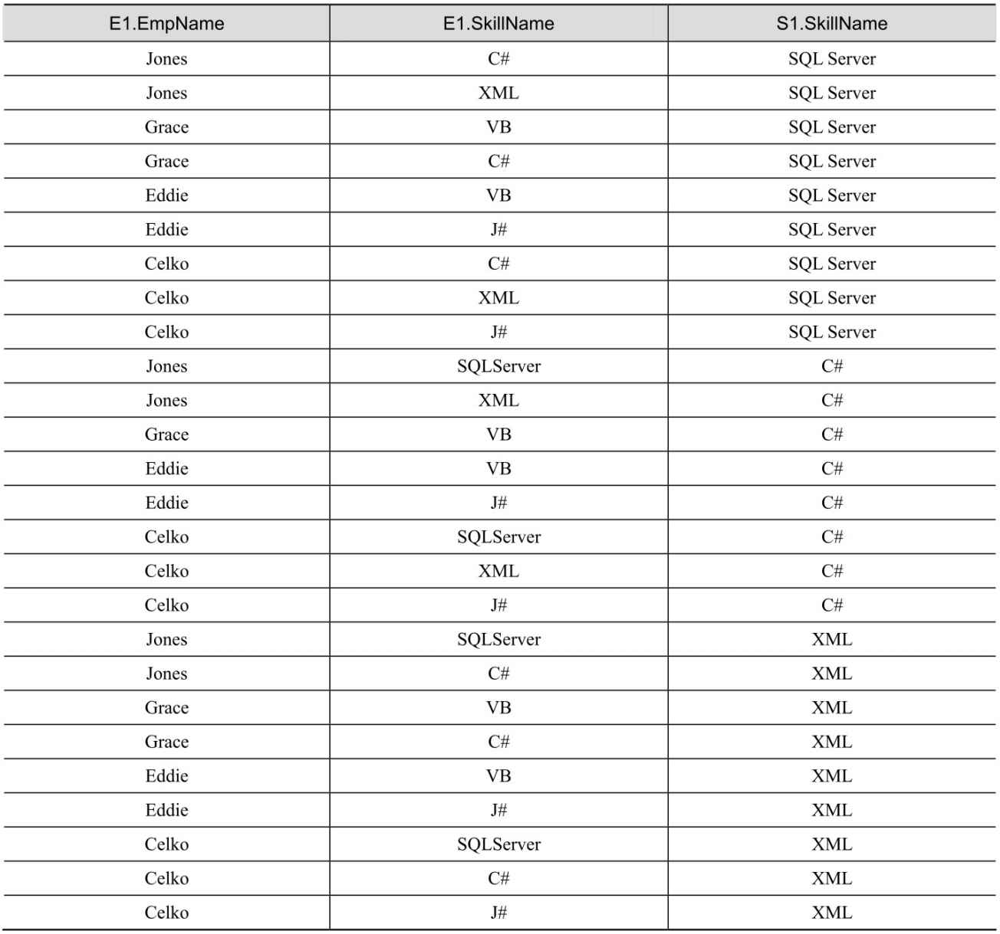 E1.EmpName E1.SkillName S1.SkillName
Jones C# SQL Server
Jones XML SQL Server
Grace VB SQL Server
Grace C# SQL Server
Eddie VB SQL Server
Eddie J# SQL Server
Celko C# SQL Server
Celko XML SQL Server
Celko J# SQL Server
Jones SQLServer C#
Jones XML C#
Grace VB C#
Eddie VB C#
Eddie J# C#
Celko SQLServer C#
Celko XML C#
Celko J# C#
Jones SQLServer XML
Jones C# XML
Grace VB XML
Grace C# XML
Eddie VB XML
Eddie J# XML
Celko SQLServer XML
Celko C# XML
Celko J# XML